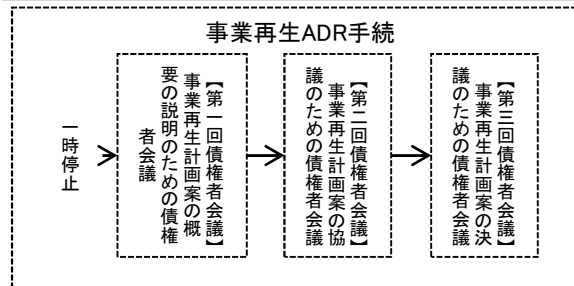 事業再生ADR手続
一時停止
【第一回債権者会議】
事業再生計画案の概
要の説明のための債権
者会議
【第二回債権者会議】
事業再生計画案の協
議のための債権者会議
【第三回債権者会議】
事業再生計画案の決
議のための債権者会議